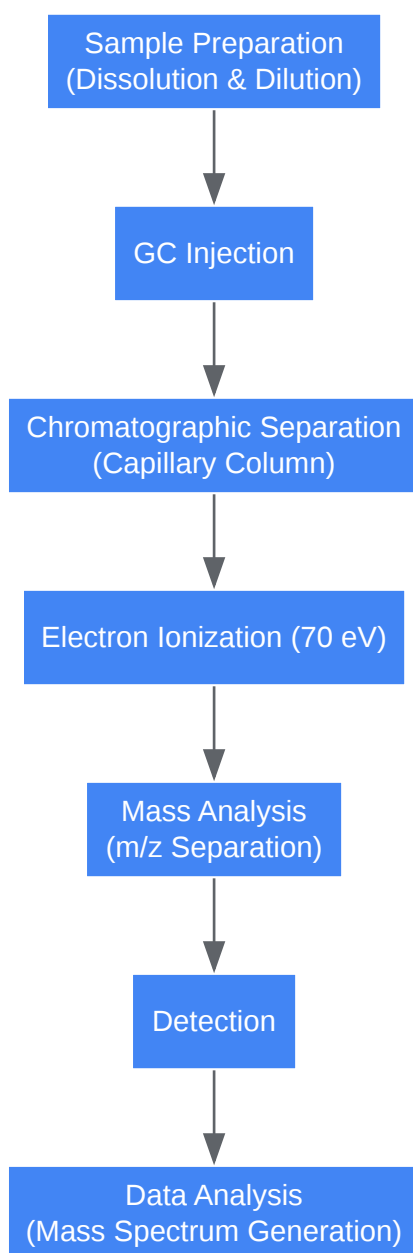 Sample Preparation
(Dissolution & Dilution)
GC Injection
Chromatographic Separation
(Capillary Column)
Electron Ionization (70 eV)
Mass Analysis
(m/z Separation)
Detection
Data Analysis
(Mass Spectrum Generation)